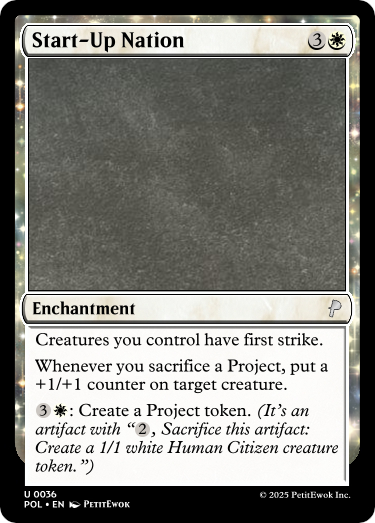 Start-Up Nation 3
Enchantment
Creatures you control have first strike.
Whenever you sacrifice a Project, put a
+1/+1 counter on target creature.
3 : Create a Project token. (It's an
artifact with “2, Sacrifice this artifact:
Create a 1/1 white Human Citizen creature
token.”)
U 0036
POL • EN PetitEwok
© 2025 PetitEwok Inc.